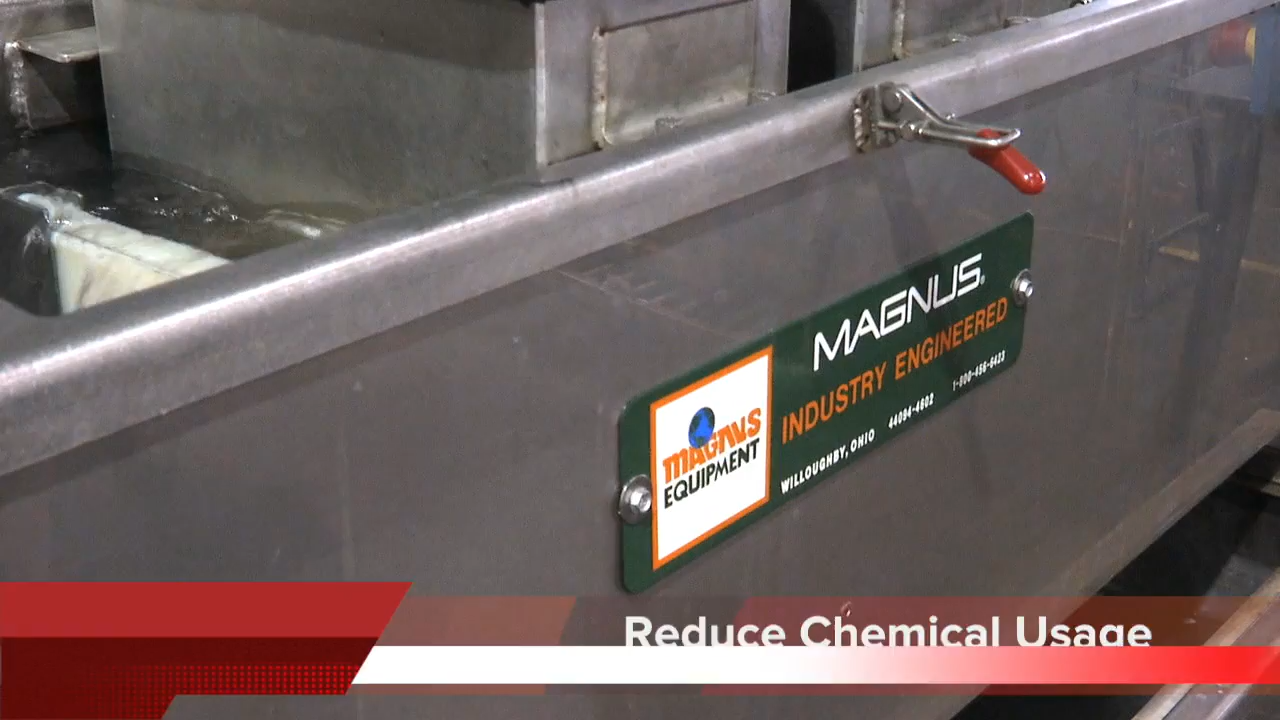 MAGNUS®
INDUSTRY ENGINEERED
WILLOUGHBY, OHIO 44094-4602 1-800-456-6423
MAGNUS
EQUIPMENT
Reduce Chemical Usage